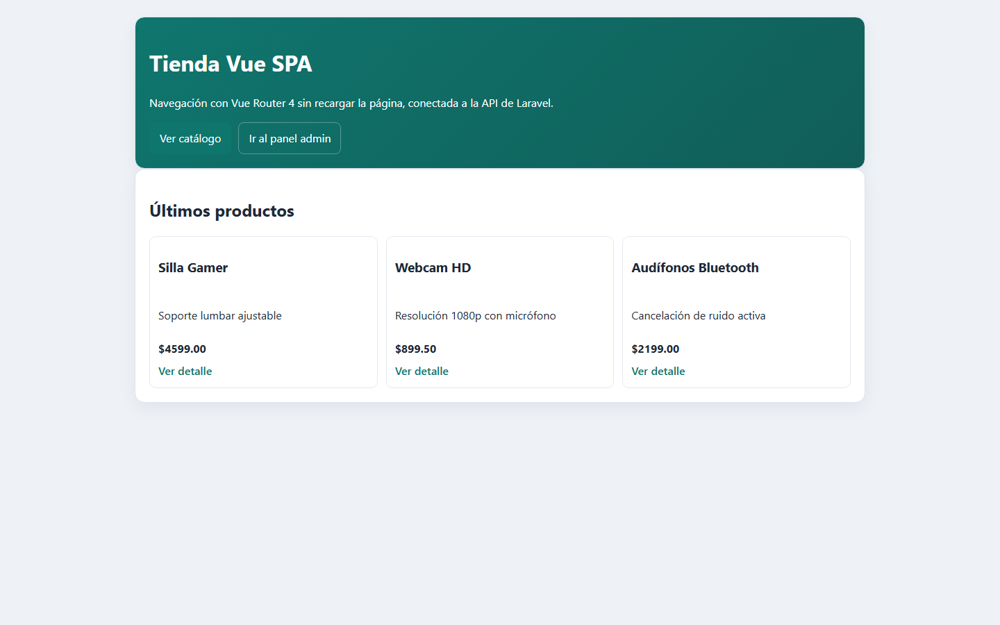 Tienda Vue SPA
Navegación con Vue Router 4 sin recargar la página, conectada a la API de Laravel.
Ver catálogo
Ir al panel admin
Últimos productos
Silla Gamer
Soporte lumbar ajustable
$4599.00
Ver detalle
Webcam HD
Resolución 1080p con micrófono
$899.50
Ver detalle
Audífonos Bluetooth
Cancelación de ruido activa
$2199.00
Ver detalle